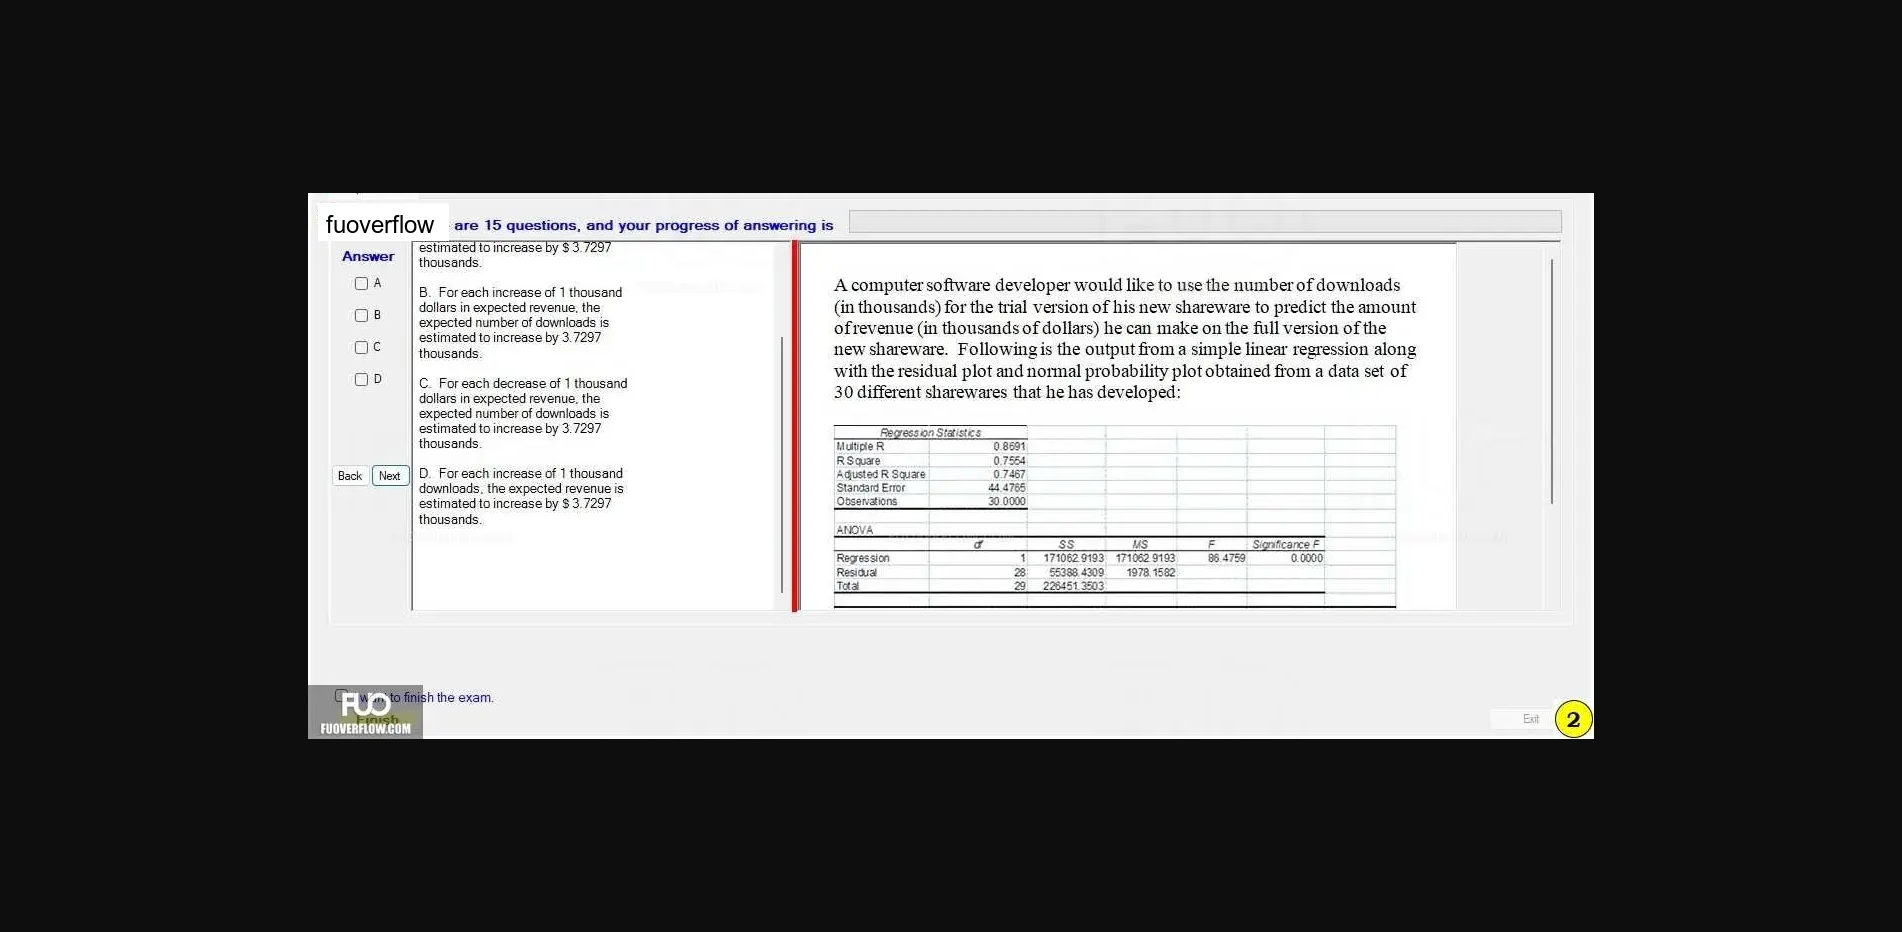 fuoverflow
are 15 questions, and your progress of answering is
Answer
A
B
C
D
Back
Next
estimated to increase by $ 3.7297
thousands.
B. For each increase of 1 thousand
dollars in expected revenue, the
expected number of downloads is
estimated to increase by 3.7297
thousands.
C. For each decrease of 1 thousand
dollars in expected revenue, the
expected number of downloads is
estimated to increase by 3.7297
thousands.
D. For each increase of 1 thousand
downloads, the expected revenue is
estimated to increase by $ 3.7297
thousands.
A computer software developer would like to use the number of downloads
(in thousands) for the trial version of his new shareware to predict the amount
of revenue (in thousands of dollars) he can make on the full version of the
new shareware. Following is the output from a simple linear regression along
with the residual plot and normal probability plot obtained from a data set of
30 different sharewares that he has developed:
Regression Statistics
Multiple R 0.8691
R Square 0.7554
Adjusted R Square 0.7467
Standard Error 44.4765
Observations 30.0000
ANOVA
df SS MS F Significance F
Regression 1 171062.9193 171062.9193 86.4759 0.0000
Residual 28 55388.4309 1978.1582
Total 29 226451.3503
want to finish the exam.
Finish
FUO
FUOVERFLOW.COM
Exit
2